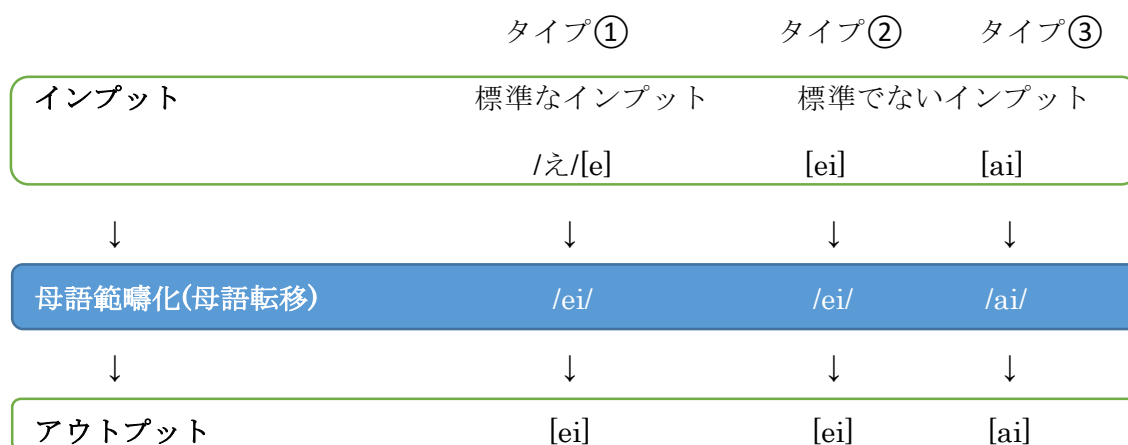 タイプ① タイプ② タイプ③
インプット 標準なインプット 標準でないインプット
/え/[e] [ei] [ai]
↓ ↓ ↓ ↓
母語範疇化(母語転移) /ei/ /ei/ /ai/
↓ ↓ ↓ ↓
アウトプット [ei] [ei] [ai]